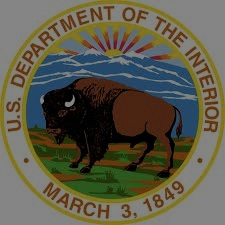 U.S. DEPARTMENT OF THE INTERIOR
MARCH 3, 1849